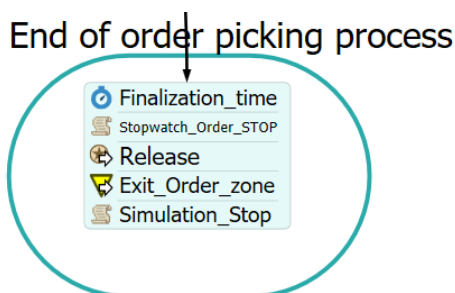 End of order picking process
Finalization_time
Stopwatch_Order_STOP
Release
Exit_Order_zone
Simulation_Stop